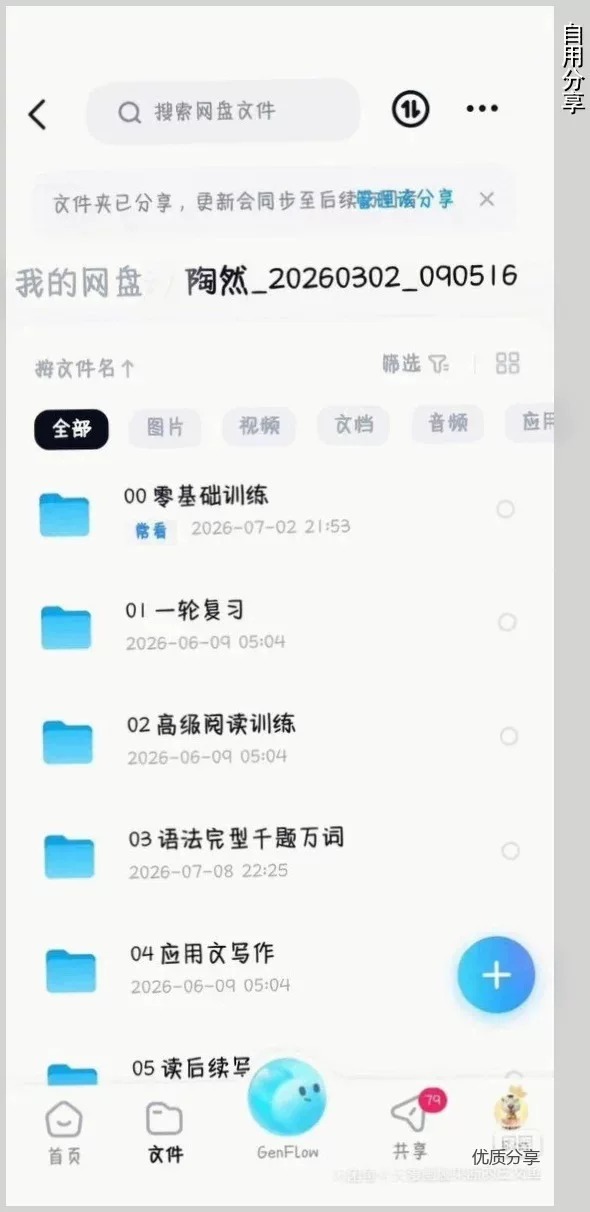 自用分享
搜索网盘文件
文件夹已分享，更新会同步至后续
管理 分享
我的网盘 / 陶然_20260302_090516
按文件名↑
筛选
全部 图片 视频 文档 音频 应用
00 零基础训练
常看 2026-07-02 21:53
01 一轮复习
2026-06-09 05:04
02 高级阅读训练
2026-06-09 05:04
03 语法完型千题万词
2026-07-08 22:25
04 应用文写作
2026-06-09 05:04
05 读后续写
79
首页 文件 GenFlow 共享
优质分享